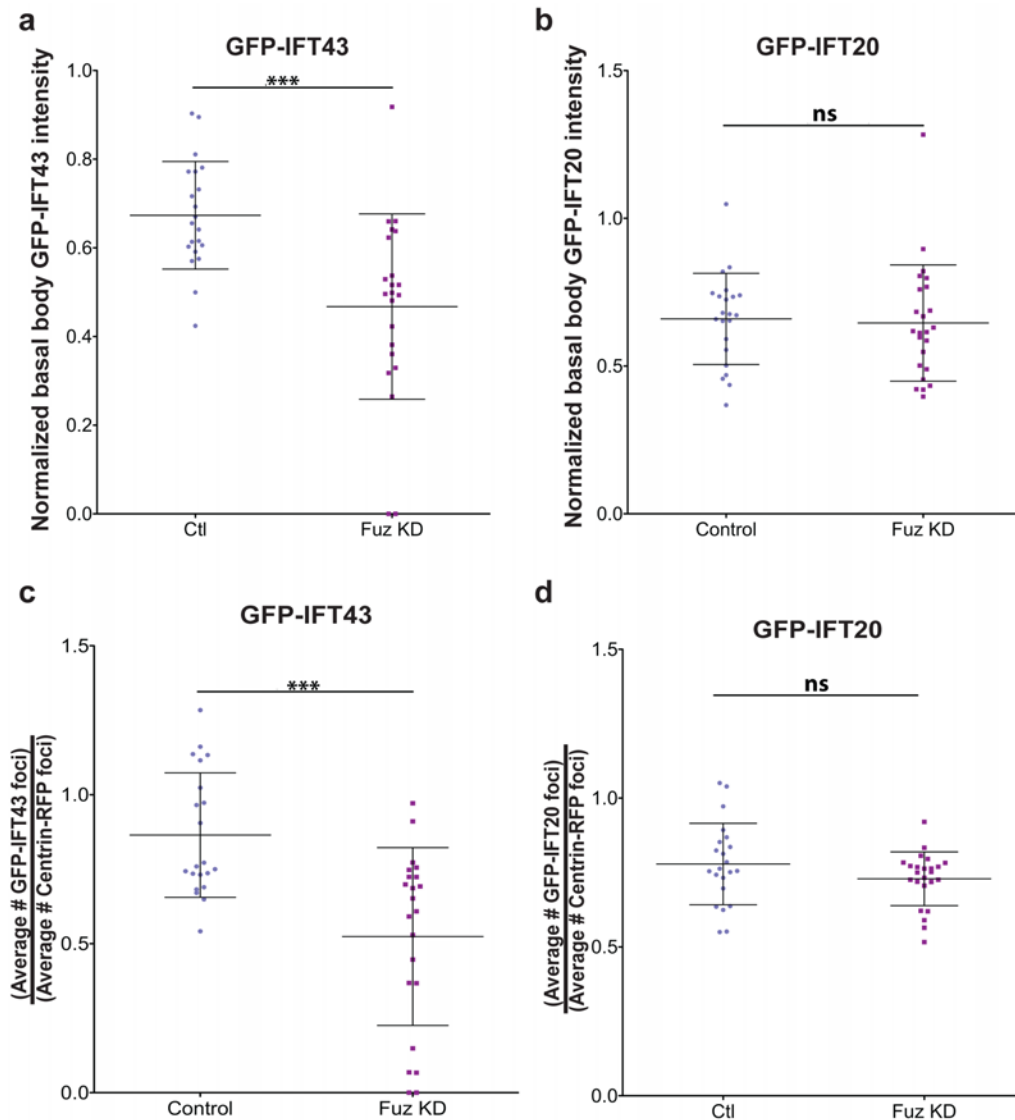 a
GFP-IFT43
Normalized basal body GFP-IFT43 intensity
1.0
0.8
0.6
0.4
0.2
0.0
***
Ctl
Fuz KD
b
GFP-IFT20
Normalized basal body GFP-IFT20 intensity
1.5
1.0
0.5
0.0
ns
Control
Fuz KD
c
GFP-IFT43
(Average # GFP-IFT43 foci)
(Average # Centrin-RFP foci)
1.5
1.0
0.5
0.0
***
Control
Fuz KD
d
GFP-IFT20
(Average # GFP-IFT20 foci)
(Average # Centrin-RFP foci)
1.5
1.0
0.5
0.0
ns
Ctl
Fuz KD